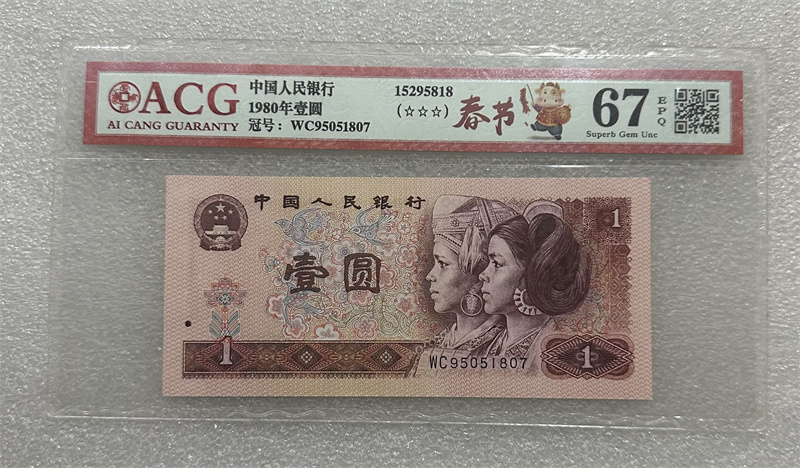 ACG
AI CANG GUARANTY
中国人民银行
1980年壹圆
冠号：WC95051807
15295818
(☆☆☆)
春节
67
EPQ
Superb Gem Unc
中国人民银行
1
壹圆
1
WC95051807
1